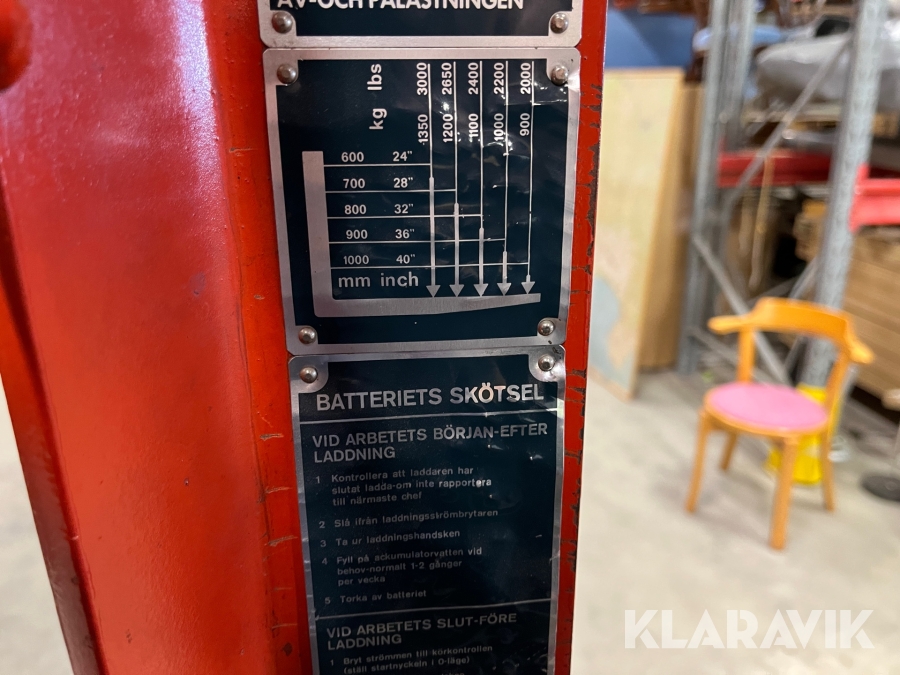 AV-OCH PÅLASTNINGEN
lbs 3000 2650 2400 2200 2000
kg 1350 1200 1100 1000 900
600 24"
700 28"
800 32"
900 36"
1000 40"
mm inch
BATTERIETS SKÖTSEL
VID ARBETETS BÖRJAN-EFTER
LADDNING
1 Kontrollera att laddaren har
slutat ladda-om inte rapportera
till närmaste chef
2 Slå ifrån laddningsströmbrytaren
3 Ta ur laddningshandsken
4 Fyll på ackumulatorvatten vid
behov-normalt 1-2 gånger
per vecka
5 Torka av batteriet
VID ARBETETS SLUT-FÖRE
LADDNING
1 Bryt strömmen till körkontrollen
(ställ startnyckeln i 0-läge)
KLARAVIK